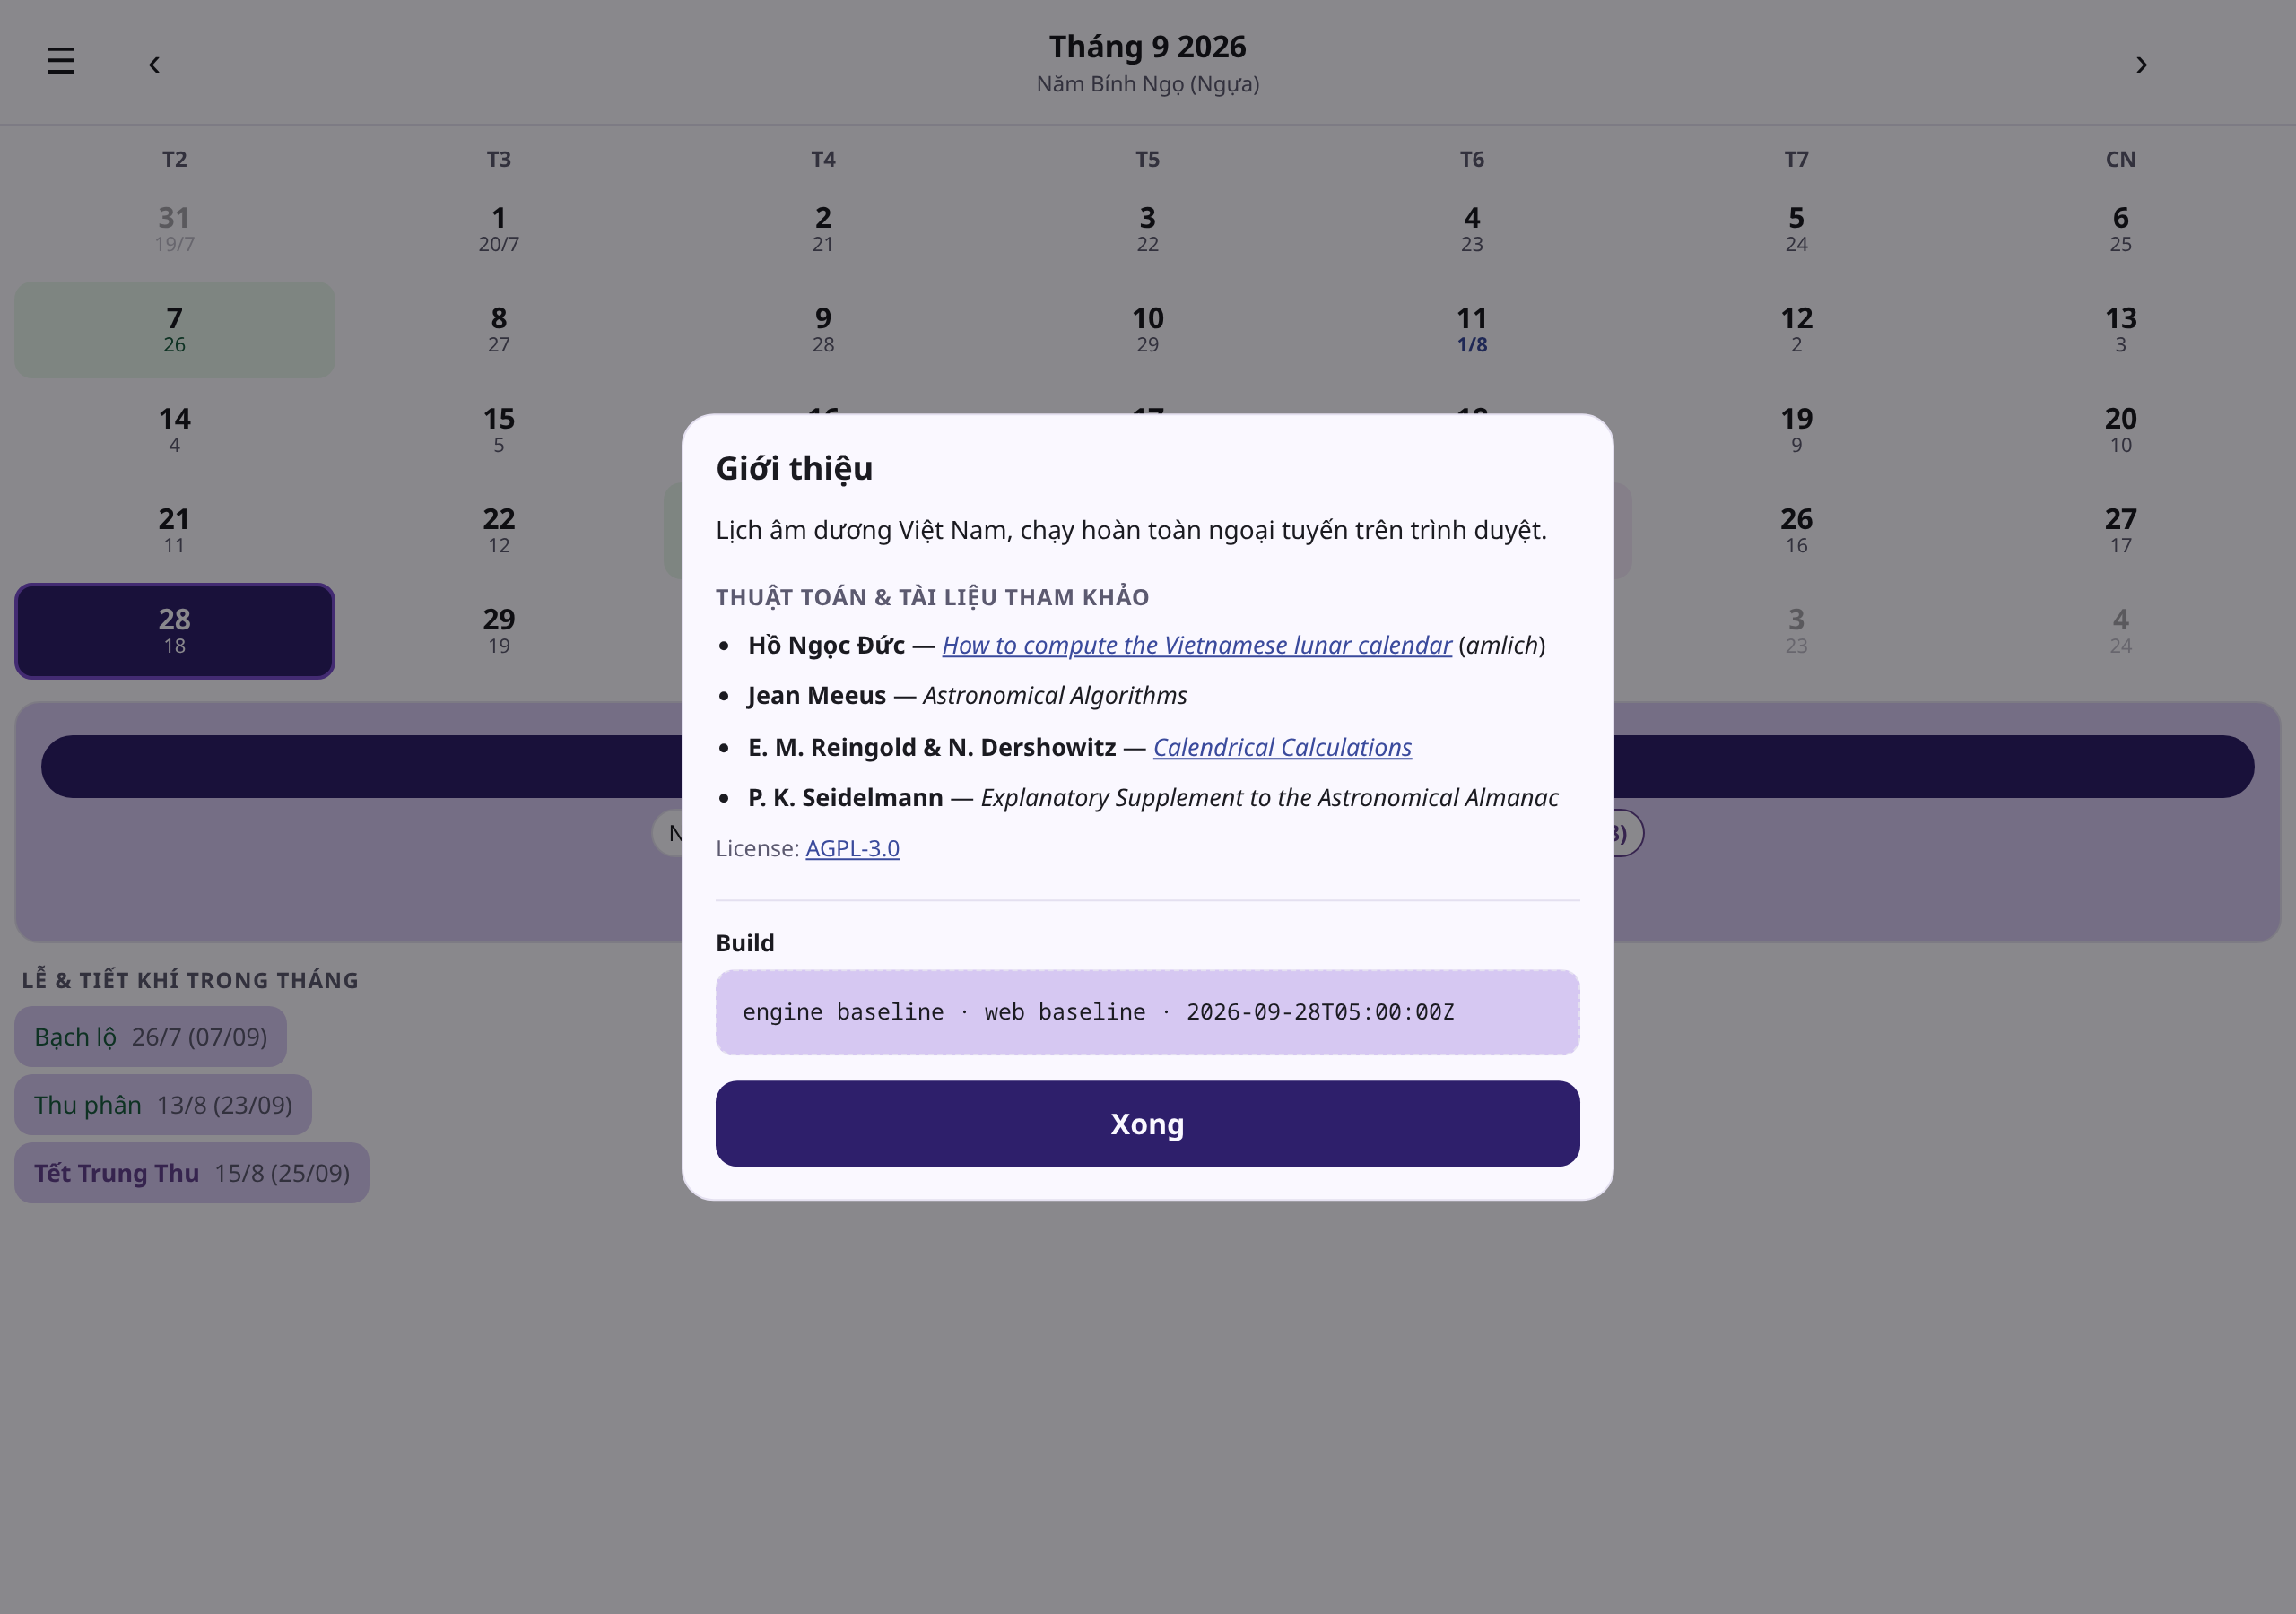 ☰ ‹ Tháng 9 2026 ›
Năm Bính Ngọ (Ngựa)
T2 T3 T4 T5 T6 T7 CN
31 1 2 3 4 5 6
19/7 20/7 21 22 23 24 25
7 8 9 10 11 12 13
26 27 28 29 1/8 2 3
14 15 16 17 18 19 20
4 5 9 10
21 22 26 27
11 12 16 17
28 29 3 4
18 19 23 24
Giới thiệu
Lịch âm dương Việt Nam, chạy hoàn toàn ngoại tuyến trên trình duyệt.
THUẬT TOÁN & TÀI LIỆU THAM KHẢO
• Hồ Ngọc Đức — How to compute the Vietnamese lunar calendar (amlich)
• Jean Meeus — Astronomical Algorithms
• E. M. Reingold & N. Dershowitz — Calendrical Calculations
• P. K. Seidelmann — Explanatory Supplement to the Astronomical Almanac
License: AGPL-3.0
Build
engine baseline · web baseline · 2026-09-28T05:00:00Z
Xong
LỄ & TIẾT KHÍ TRONG THÁNG
Bạch lộ 26/7 (07/09)
Thu phân 13/8 (23/09)
Tết Trung Thu 15/8 (25/09)